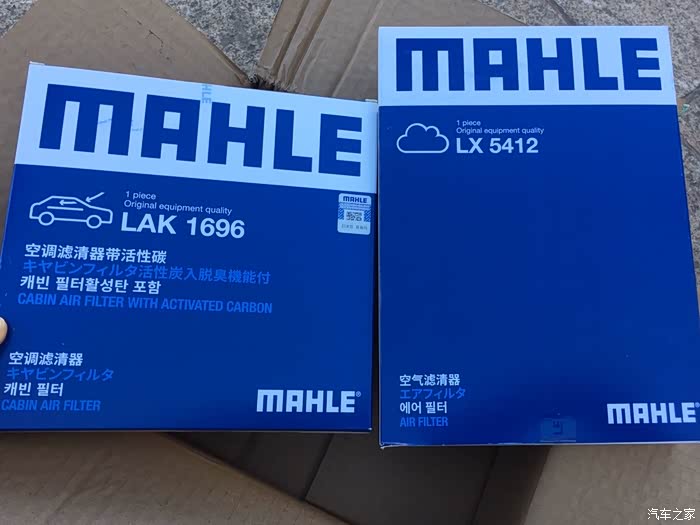 MAHLE
1 piece
Original equipment quality
LAK 1696
MAHLE
空调滤清器带活性碳
キャビンフィルタ活性炭入脱臭機能付
캐빈 필터활성탄 포함
CABIN AIR FILTER WITH ACTIVATED CARBON
空调滤清器
キャビンフィルタ
캐빈 필터
CABIN AIR FILTER
MAHLE
MAHLE
1 piece
Original equipment quality
LX 5412
空气滤清器
エアフィルタ
에어 필터
AIR FILTER
MAHLE
汽车之家